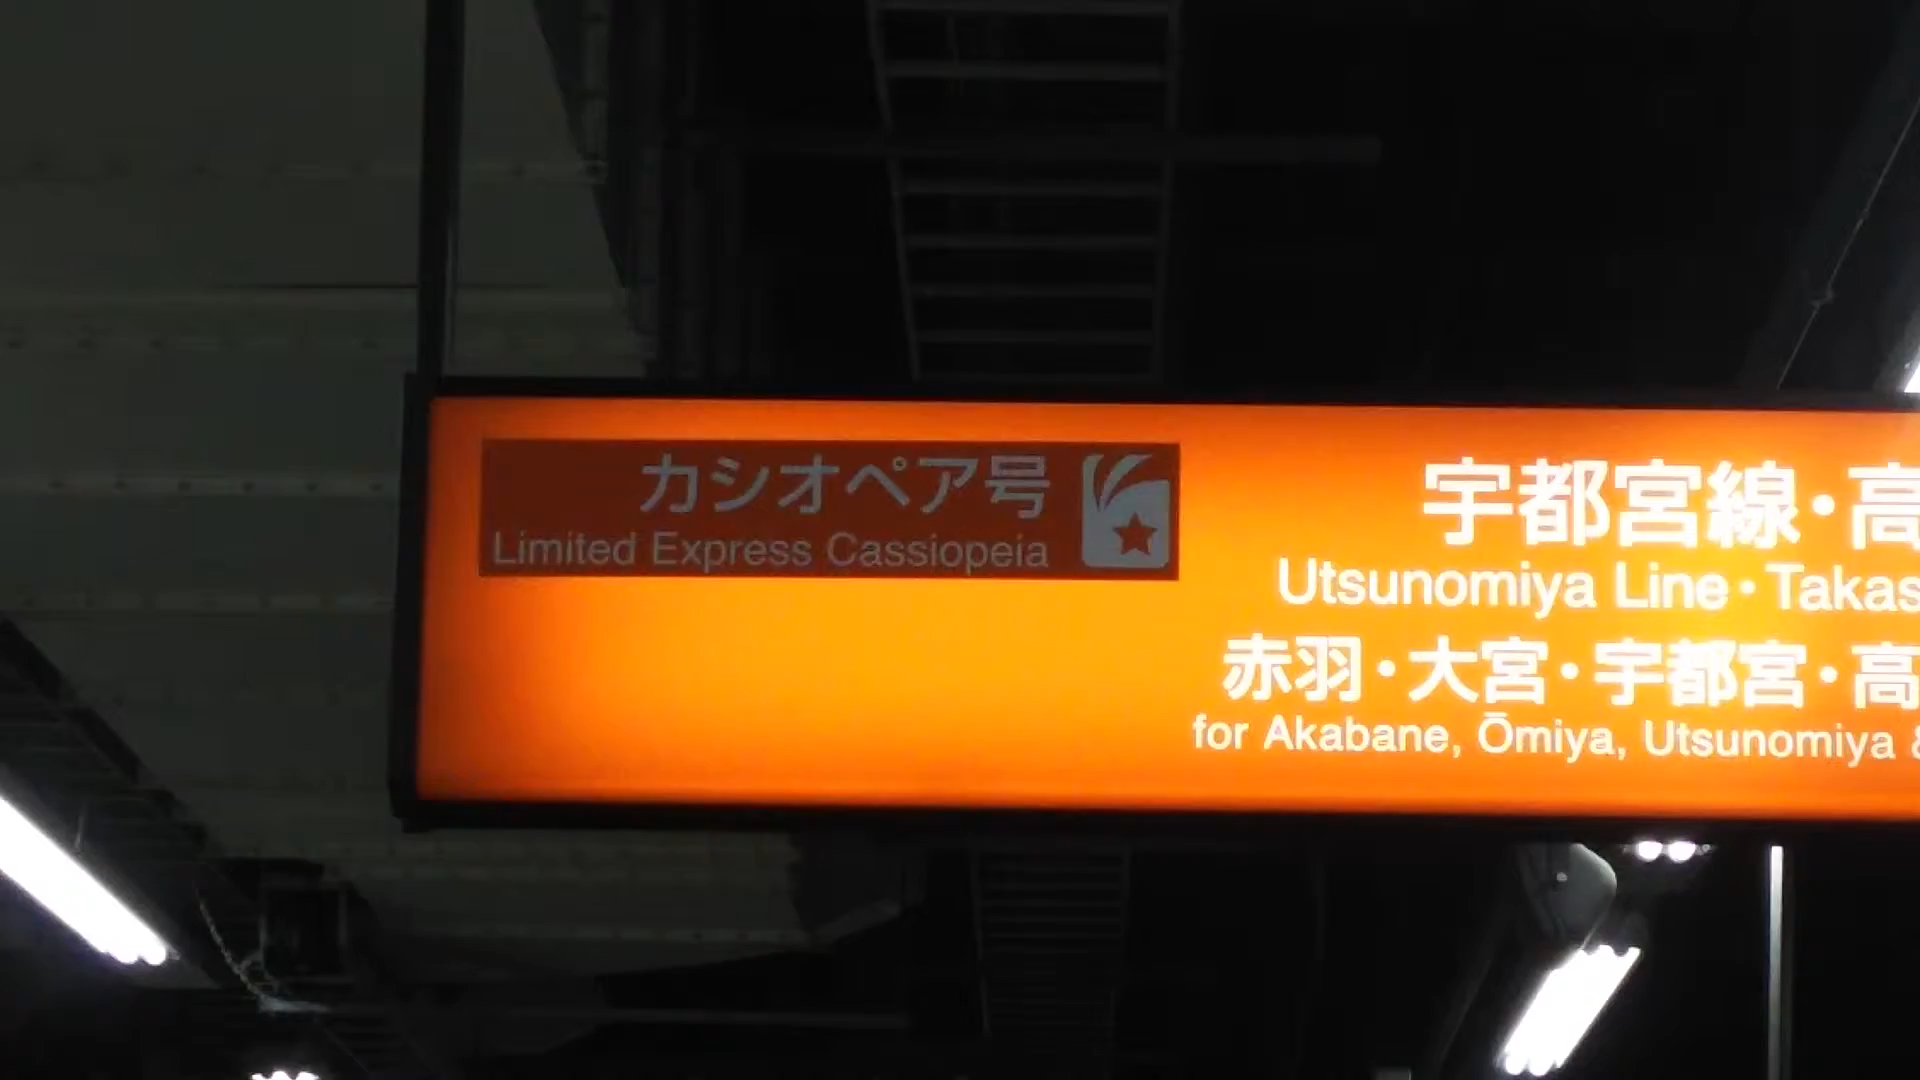 カシオペア号
Limited Express Cassiopeia
宇都宮線・高
Utsunomiya Line・Takas
赤羽・大宮・宇都宮・高
for Akabane, Ōmiya, Utsunomiya &